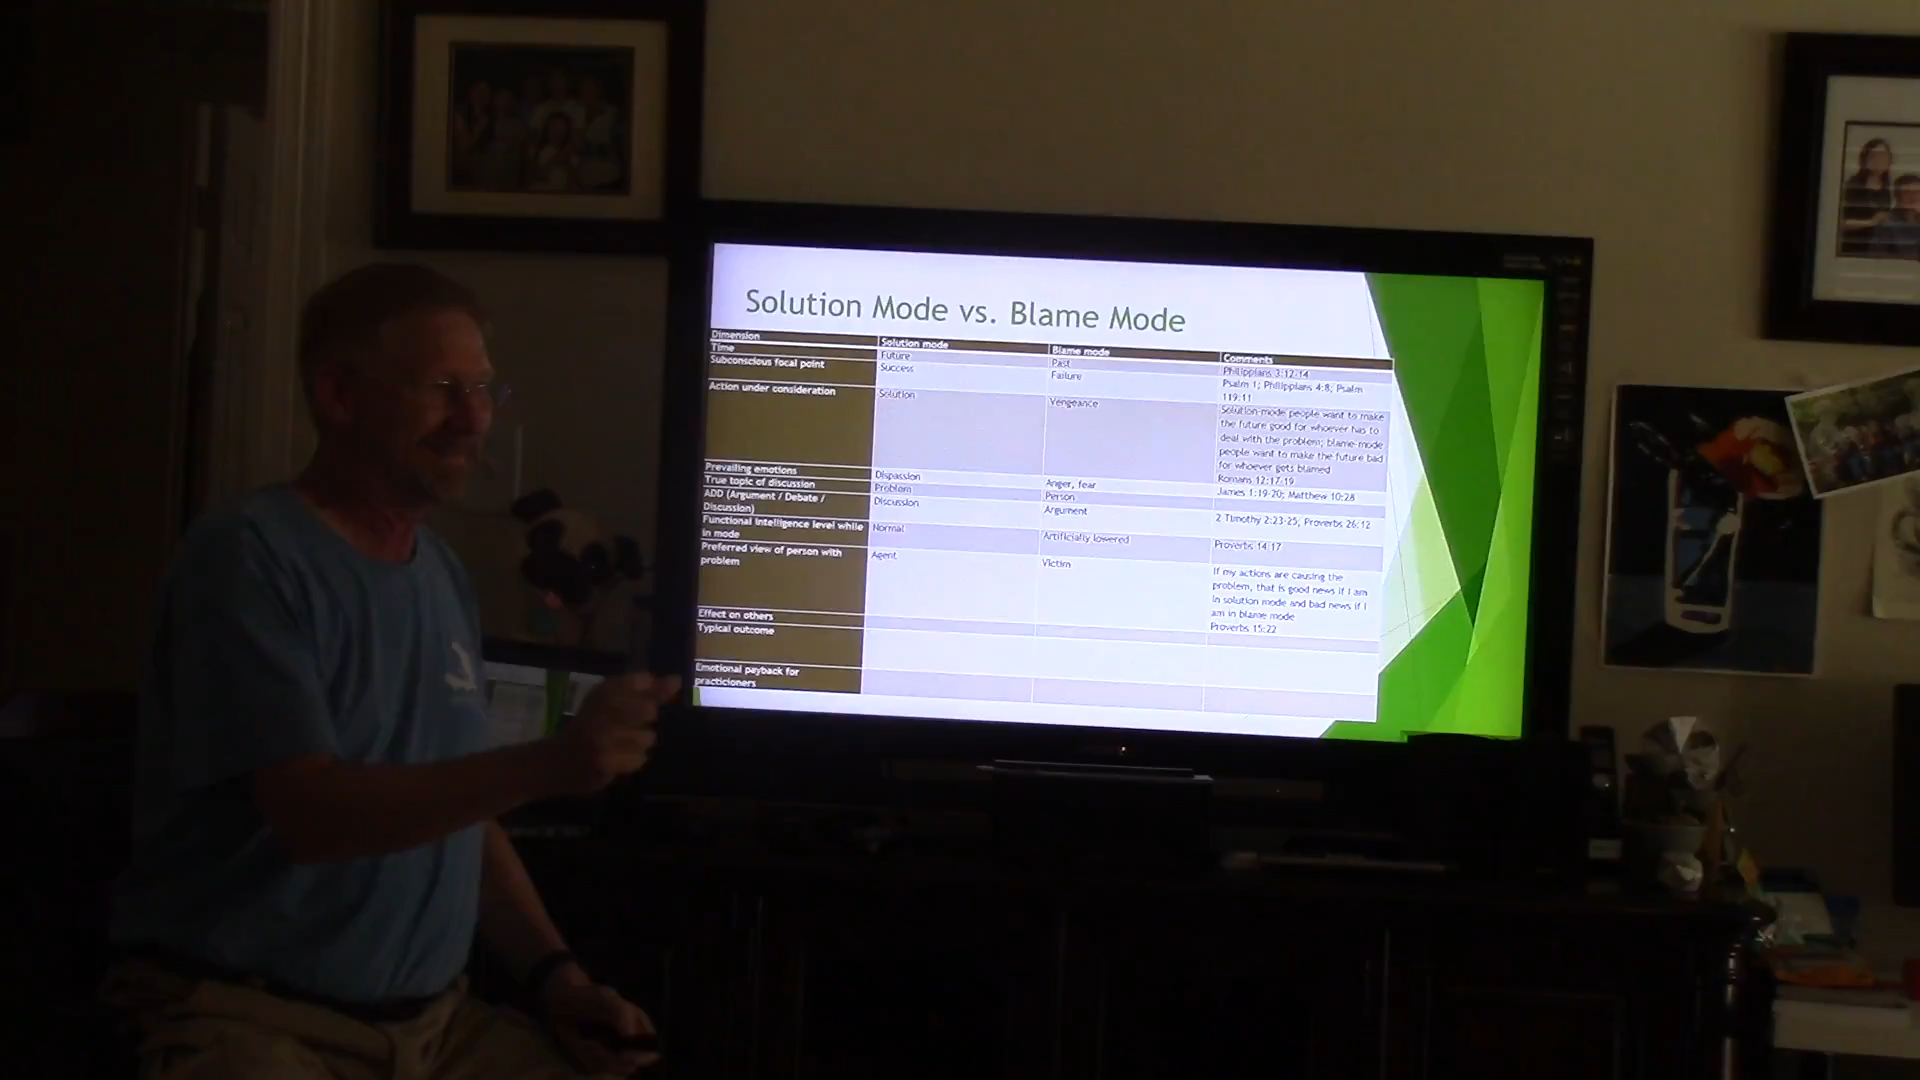 Solution Mode vs. Blame Mode
Dimension Solution mode Blame mode Comments
Time Future Past Philippians 3:12-14
Subconscious focal point Success Failure Psalm 1; Philippians 4:8; Psalm
119:11
Action under consideration Solution Vengeance Solution-mode people want to make
the future good for whoever has to
deal with the problem; blame-mode
people want to make the future bad
for whoever gets blamed
Romans 12:17-19
Prevailing emotions Dispassion Anger, fear James 1:19-20; Matthew 10:28
True topic of discussion Problem Person
ADD (Argument / Debate / Discussion Argument 2 Timothy 2:23-25; Proverbs 26:12
Discussion)
Functional intelligence level while Normal Artificially lowered Proverbs 14:17
in mode
Preferred view of person with Agent Victim If my actions are causing the
problem problem, that is good news if I am
in solution mode and bad news if I
am in blame mode
Proverbs 15:22
Effect on others
Typical outcome
Emotional payback for
practicioners